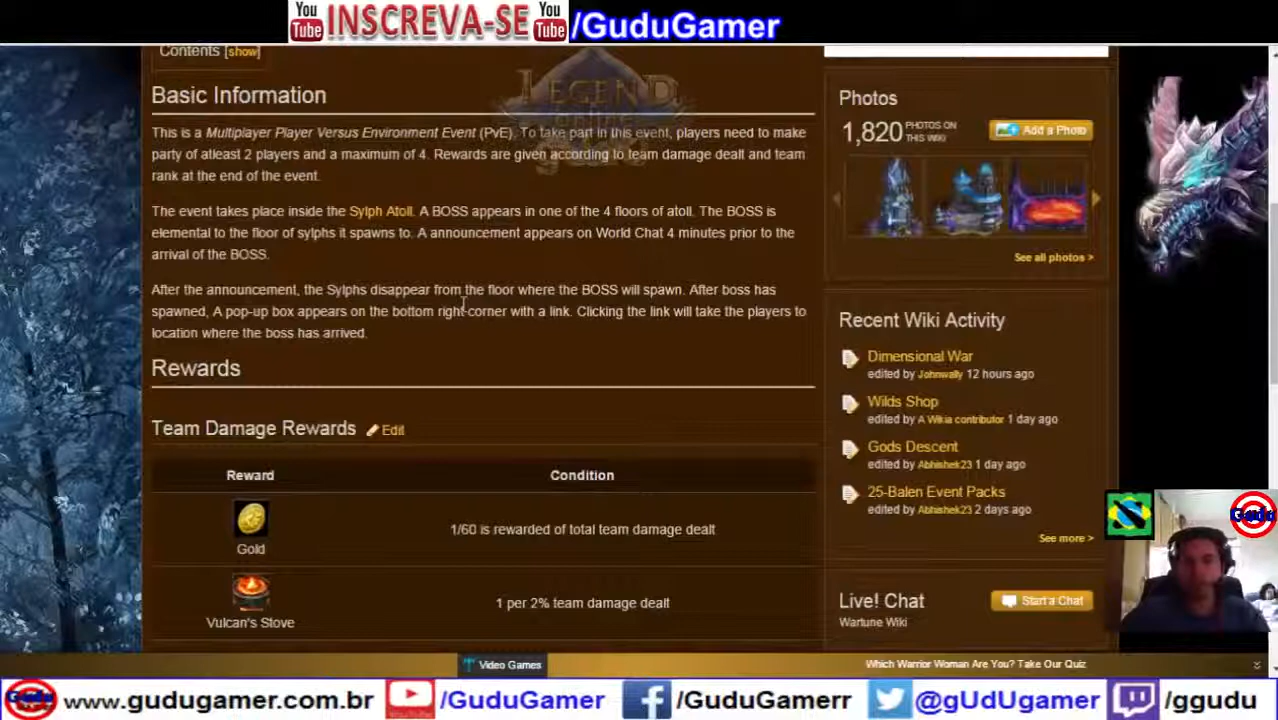 You Tube INSCREVA-SE You Tube /GuduGamer
Contents [show]
LEGEND
online
Basic Information
This is a Multiplayer Player Versus Environment Event (PvE). To take part in this event, players need to make
party of atleast 2 players and a maximum of 4. Rewards are given according to team damage dealt and team
rank at the end of the event.
The event takes place inside the Sylph Atoll. A BOSS appears in one of the 4 floors of atoll. The BOSS is
elemental to the floor of sylphs it spawns to. A announcement appears on World Chat 4 minutes prior to the
arrival of the BOSS.
After the announcement, the Sylphs disappear from the floor where the BOSS will spawn. After boss has
spawned, A pop-up box appears on the bottom right-corner with a link. Clicking the link will take the players to
location where the boss has arrived.
Rewards
Team Damage Rewards Edit
Reward Condition
Gold 1/60 is rewarded of total team damage dealt
Vulcan's Stove 1 per 2% team damage dealt
Photos
1,820 PHOTOS ON THIS WIKI Add a Photo
See all photos >
Recent Wiki Activity
Dimensional War
edited by Johnwally 12 hours ago
Wilds Shop
edited by A Wikia contributor 1 day ago
Gods Descent
edited by Abhishek23 1 day ago
25-Balen Event Packs
edited by Abhishek23 2 days ago
See more >
Live! Chat Start a Chat
Wartune Wiki
Gudu
Video Games
Which Warrior Woman Are You? Take Our Quiz
Gudu www.gudugamer.com.br /GuduGamer /GuduGamerr @gUdUgamer /ggudu